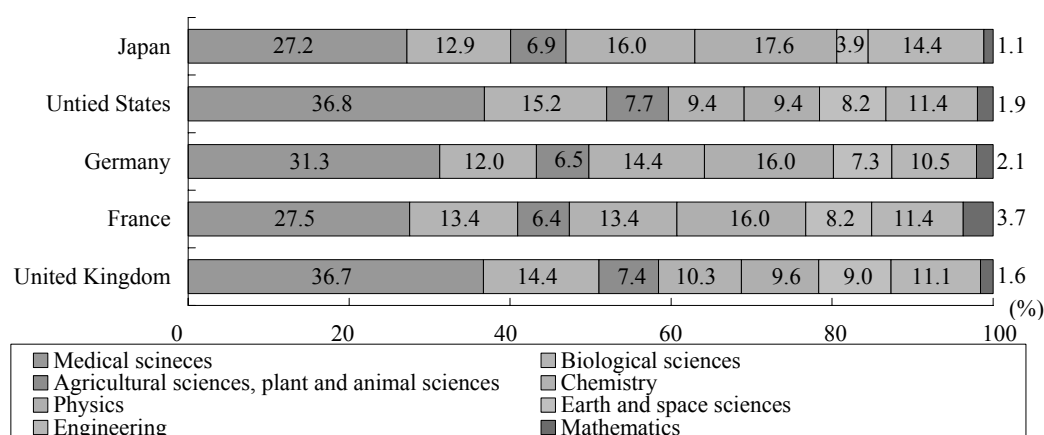 Japan 27.2 12.9 6.9 16.0 17.6 3.9 14.4 1.1
Untied States 36.8 15.2 7.7 9.4 9.4 8.2 11.4 1.9
Germany 31.3 12.0 6.5 14.4 16.0 7.3 10.5 2.1
France 27.5 13.4 6.4 13.4 16.0 8.2 11.4 3.7
United Kingdom 36.7 14.4 7.4 10.3 9.6 9.0 11.1 1.6
(%)
0 20 40 60 80 100
Medical scineces Biological sciences
Agricultural sciences, plant and animal sciences Chemistry
Physics Earth and space sciences
Engineering Mathematics